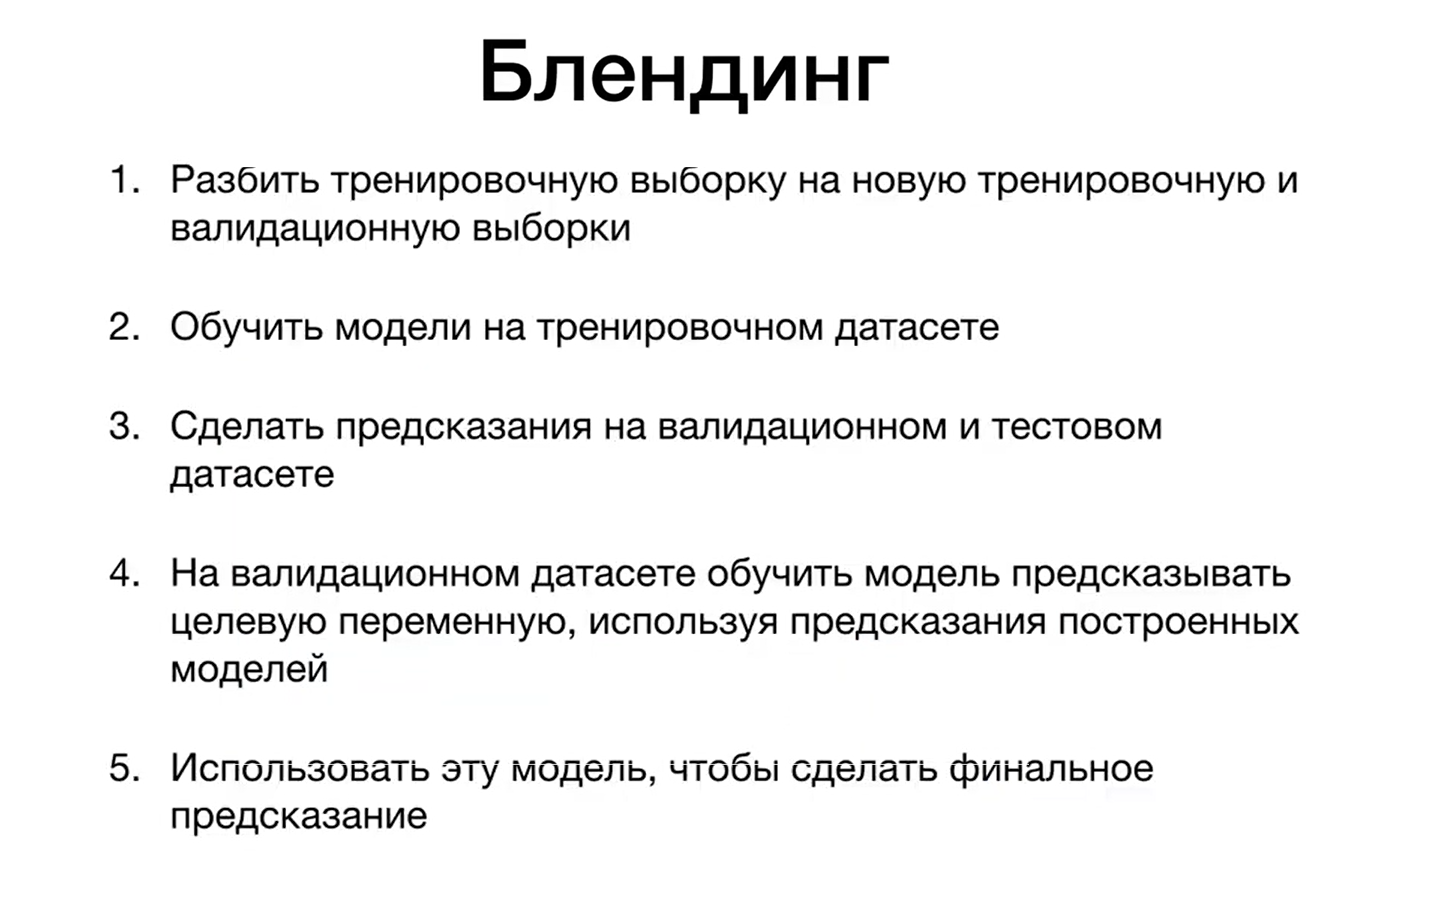 Блендинг
1. Разбить тренировочную выборку на новую тренировочную и
валидационную выборки
2. Обучить модели на тренировочном датасете
3. Сделать предсказания на валидационном и тестовом
датасете
4. На валидационном датасете обучить модель предсказывать
целевую переменную, используя предсказания построенных
моделей
5. Использовать эту модель, чтобы сделать финальное
предсказание